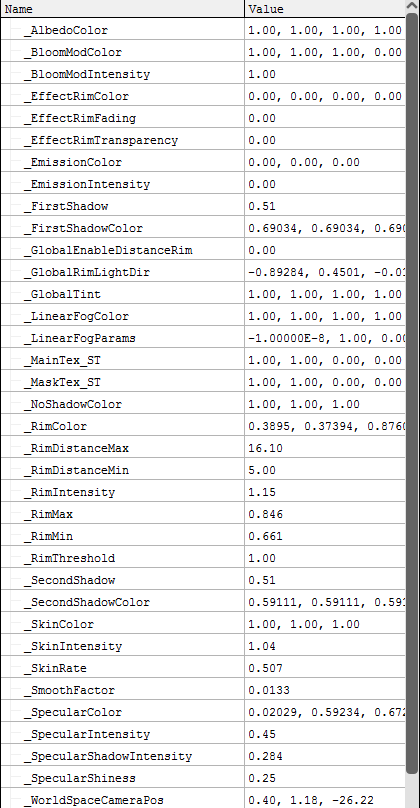 Name Value
_AlbedoColor 1.00, 1.00, 1.00, 1.00
_BloomModColor 1.00, 1.00, 1.00, 0.00
_BloomModIntensity 1.00
_EffectRimColor 0.00, 0.00, 0.00, 0.00
_EffectRimFading 0.00
_EffectRimTransparency 0.00
_EmissionColor 0.00, 0.00, 0.00
_EmissionIntensity 0.00
_FirstShadow 0.51
_FirstShadowColor 0.69034, 0.69034, 0.690
_GlobalEnableDistanceRim 0.00
_GlobalRimLightDir -0.89284, 0.4501, -0.01
_GlobalTint 1.00, 1.00, 1.00, 1.00
_LinearFogColor 1.00, 1.00, 1.00, 1.00
_LinearFogParams -1.00000E-8, 1.00, 0.00
_MainTex_ST 1.00, 1.00, 0.00, 0.00
_MaskTex_ST 1.00, 1.00, 0.00, 0.00
_NoShadowColor 1.00, 1.00, 1.00
_RimColor 0.3895, 0.37394, 0.8760
_RimDistanceMax 16.10
_RimDistanceMin 5.00
_RimIntensity 1.15
_RimMax 0.846
_RimMin 0.661
_RimThreshold 1.00
_SecondShadow 0.51
_SecondShadowColor 0.59111, 0.59111, 0.591
_SkinColor 1.00, 1.00, 1.00
_SkinIntensity 1.04
_SkinRate 0.507
_SmoothFactor 0.0133
_SpecularColor 0.02029, 0.59234, 0.672
_SpecularIntensity 0.45
_SpecularShadowIntensity 0.284
_SpecularShiness 0.25
_WorldSpaceCameraPos 0.40, 1.18, -26.22